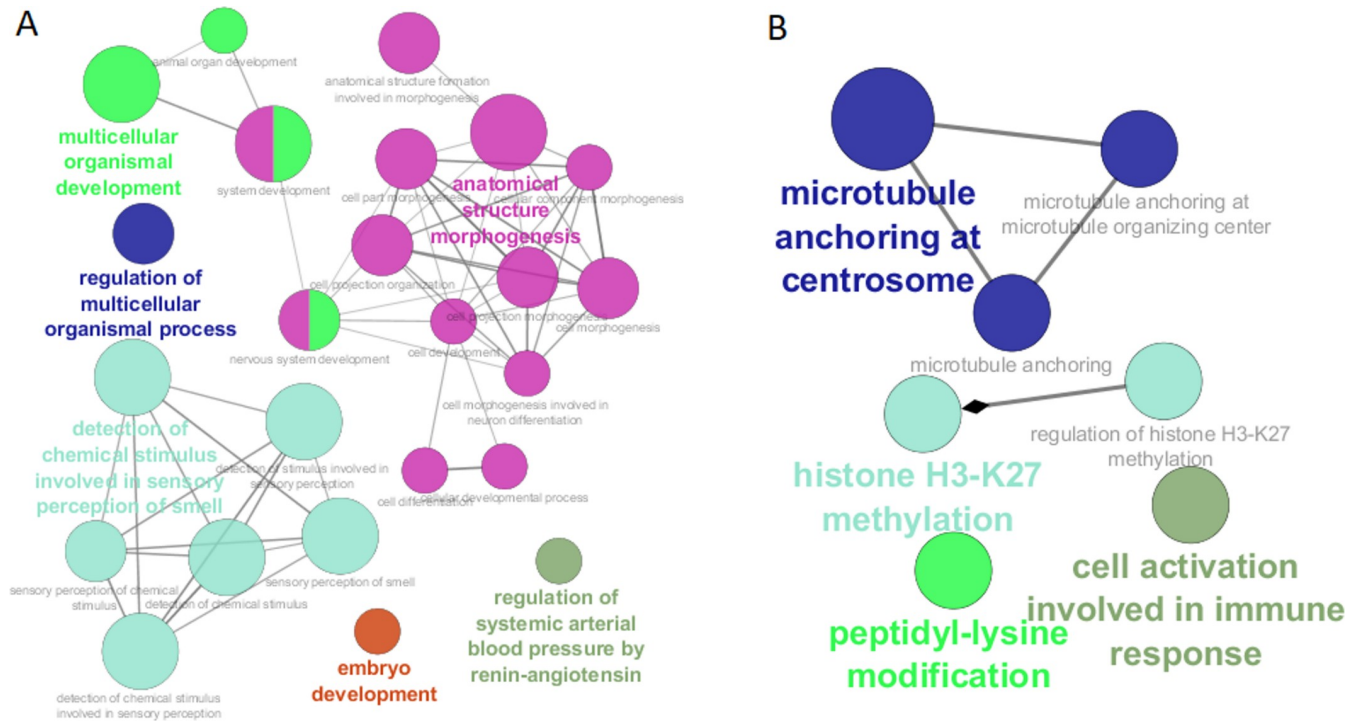 A
animal organ development
multicellular
organismal
development
system development
regulation of
multicellular
organismal process
nervous system development
anatomical structure formation
involved in morphogenesis
cell part morphogenesis
cellular component morphogenesis
anatomical
structure
morphogenesis
cell projection organization
cell projection morphogenesis
cell morphogenesis
cell development
cell morphogenesis involved in
neuron differentiation
cell differentiation
cellular developmental process
detection of
chemical stimulus
involved in sensory
perception of smell
detection of stimulus involved in
sensory perception
sensory perception of chemical
stimulus
detection of chemical stimulus
sensory perception of smell
detection of chemical stimulus
involved in sensory perception
embryo
development
regulation of
systemic arterial
blood pressure by
renin-angiotensin
B
microtubule
anchoring at
centrosome
microtubule anchoring at
microtubule organizing center
microtubule anchoring
regulation of histone H3-K27
methylation
histone H3-K27
methylation
peptidyl-lysine
modification
cell activation
involved in immune
response